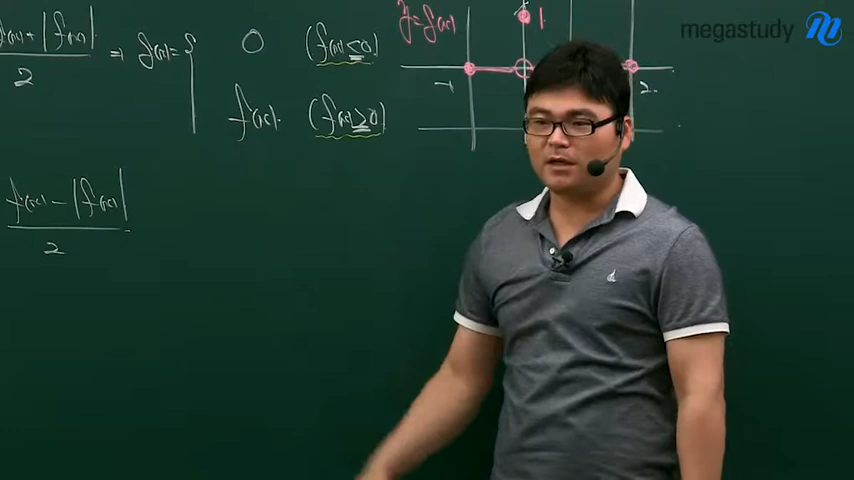 f(x) + |f(x)| / 2 ⇒ g(x) = { 0 (f(x) ≤ 0)
f(x). (f(x) ≥ 0)
f(x) - |f(x)| / 2
y = g(x)
1
-1
2
megastudy